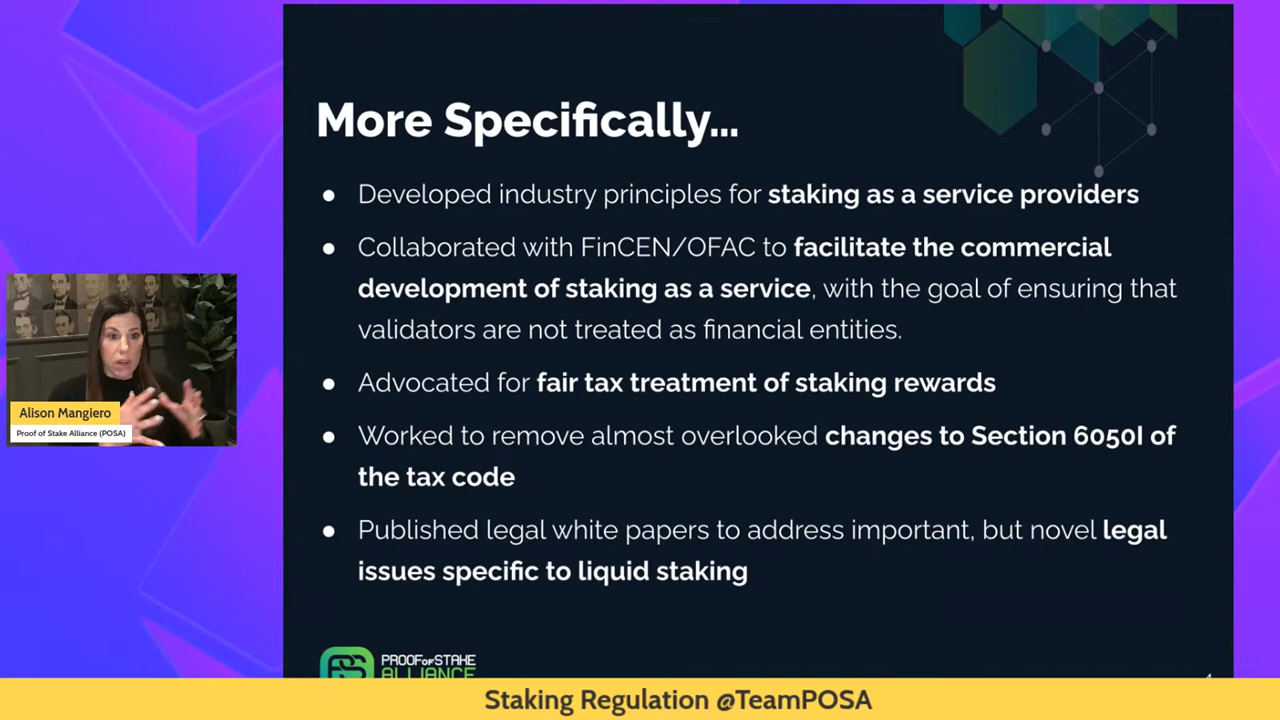 More Specifically...
● Developed industry principles for staking as a service providers
● Collaborated with FinCEN/OFAC to facilitate the commercial
development of staking as a service, with the goal of ensuring that
validators are not treated as financial entities.
● Advocated for fair tax treatment of staking rewards
● Worked to remove almost overlooked changes to Section 6050I of
the tax code
● Published legal white papers to address important, but novel legal
issues specific to liquid staking
Alison Mangiero
Proof of Stake Alliance (POSA)
PROOF OF STAKE
ALLIANCE
Staking Regulation @TeamPOSA